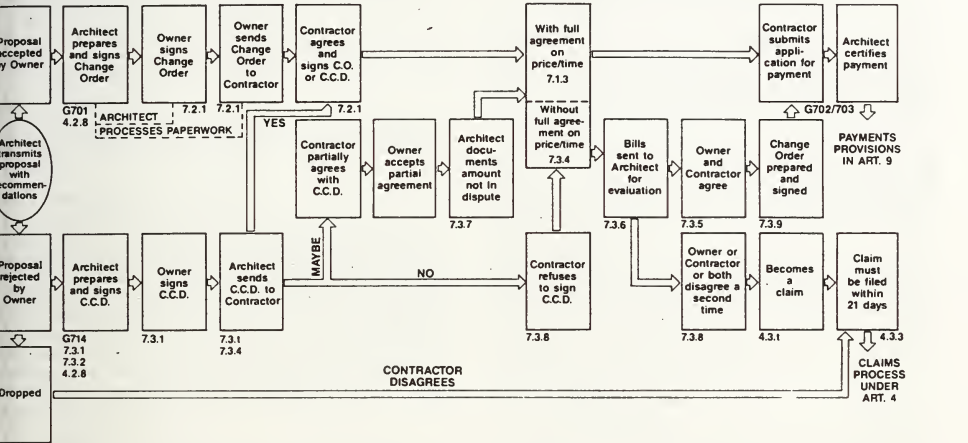 by Owner
Architect
prepares
and signs
Change
Order
G701
4.2.8
Owner
signs
Change
Order
7.2.1
Owner
sends
Change
Order
to
Contractor
7.2.1
ARCHITECT
PROCESSES PAPERWORK
Contractor
agrees
and
signs C.O.
or C.C.D.
7.2.1
YES
With full
agreement
on
price/time
7.1.3
Without
full agree-
ment on
price/time
7.3.4
Contractor
submits
appli-
cation for
payment
G702/703
Architect
certifies
payment
PAYMENTS
PROVISIONS
IN ART. 9
Architect
transmits
proposal
with
recommen-
dations
Contractor
partially
agrees
with
C.C.D.
Owner
accepts
partial
agreement
Architect
docu-
ments
amount
not in
dispute
7.3.7
Bills
sent to
Architect
for
evaluation
7.3.6
Owner
and
Contractor
agree
7.3.5
Change
Order
prepared
and
signed
7.3.9
Proposal
rejected
by
Owner
Architect
prepares
and signs
C.C.D.
G714
7.3.1
7.3.2
4.2.8
Owner
signs
C.C.D.
7.3.1
Architect
sends
C.C.D. to
Contractor
7.3.1
7.3.4
MAYBE
NO
Contractor
refuses
to sign
C.C.D.
7.3.8
Owner or
Contractor
or both
disagree a
second
time
7.3.8
Becomes
a
claim
4.3.1
Claim
must
be filed
within
21 days
4.3.3
CLAIMS
PROCESS
UNDER
ART. 4
Dropped
CONTRACTOR
DISAGREES